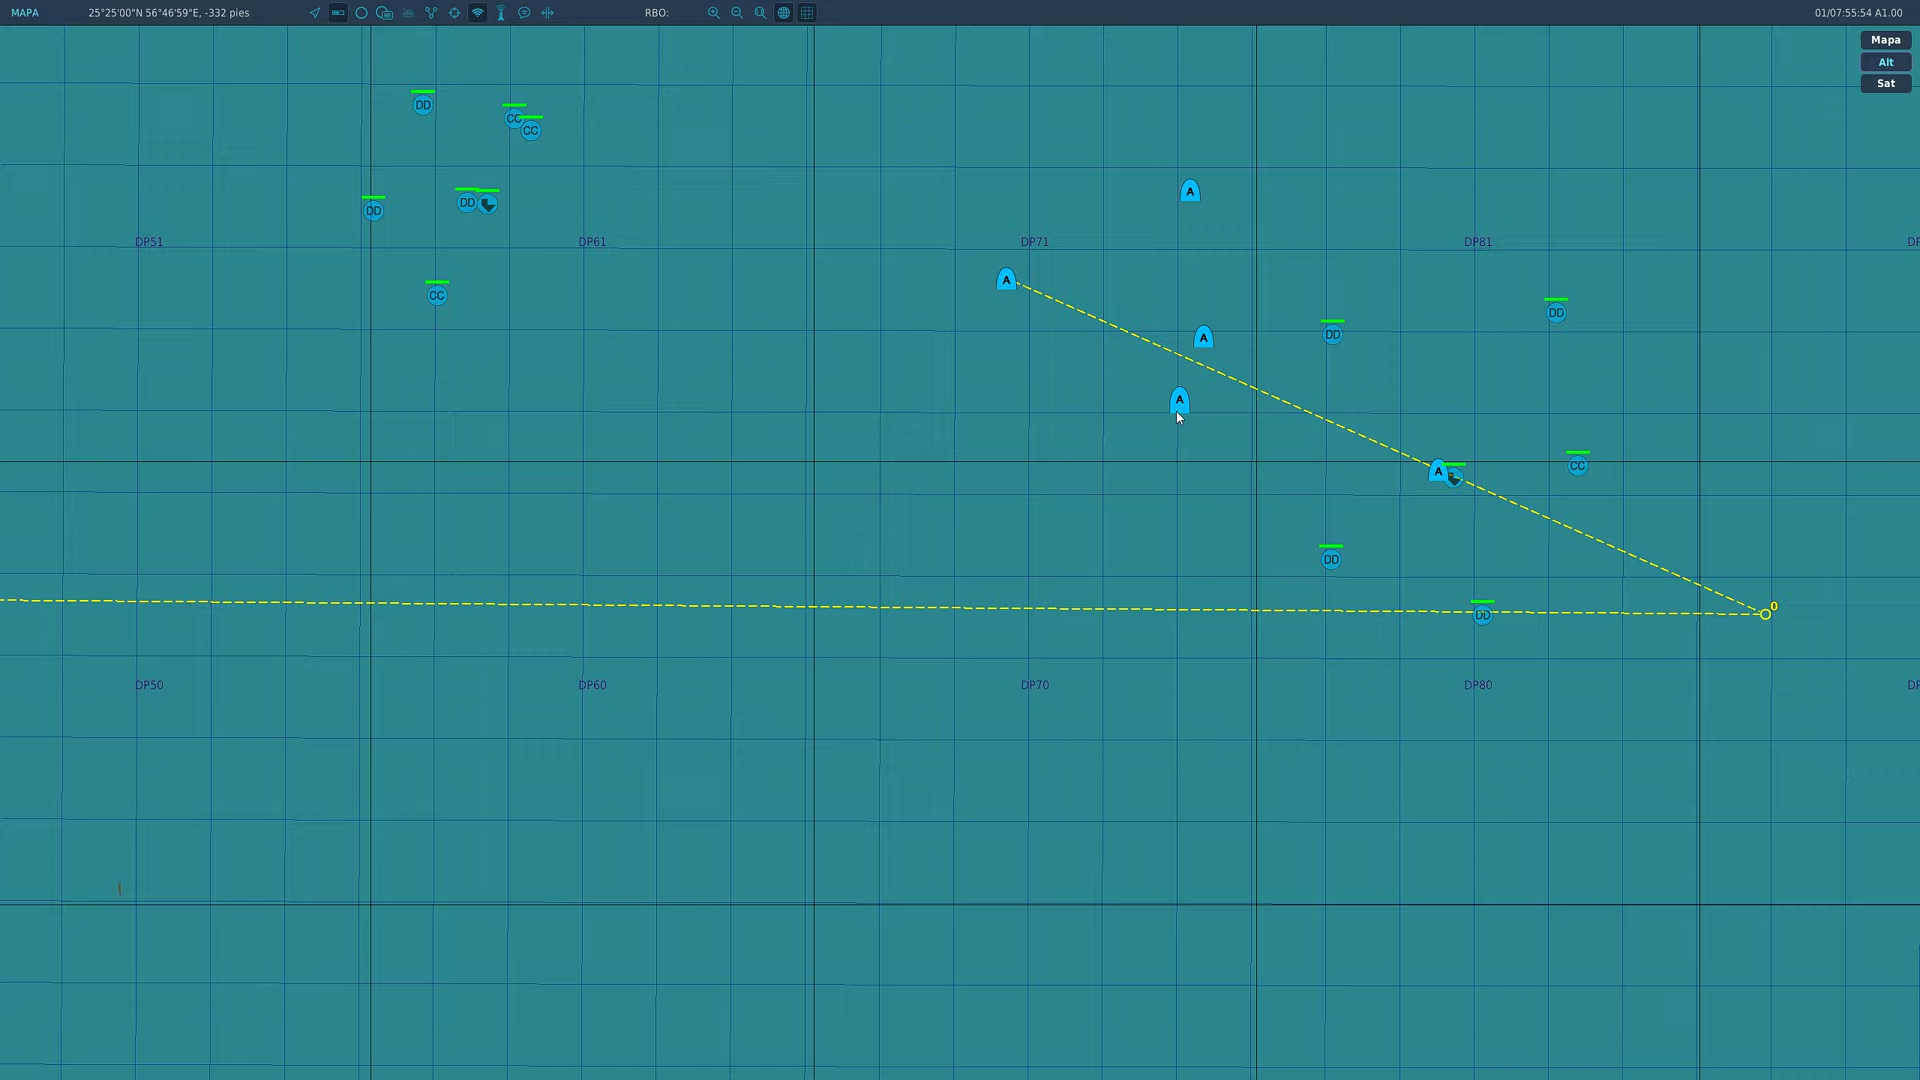 MAPA 25°25'00"N 56°46'59"E, -332 pies RBO: 01/07:55:54 A1.00
Mapa
Alt
Sat
DD
CC
CC
A
DD
DD
DP51 DP61 DP71 DP81 DP
A
CC
DD
DD
A
A
CC
A
DD
0
DD
DP50 DP60 DP70 DP80 DP